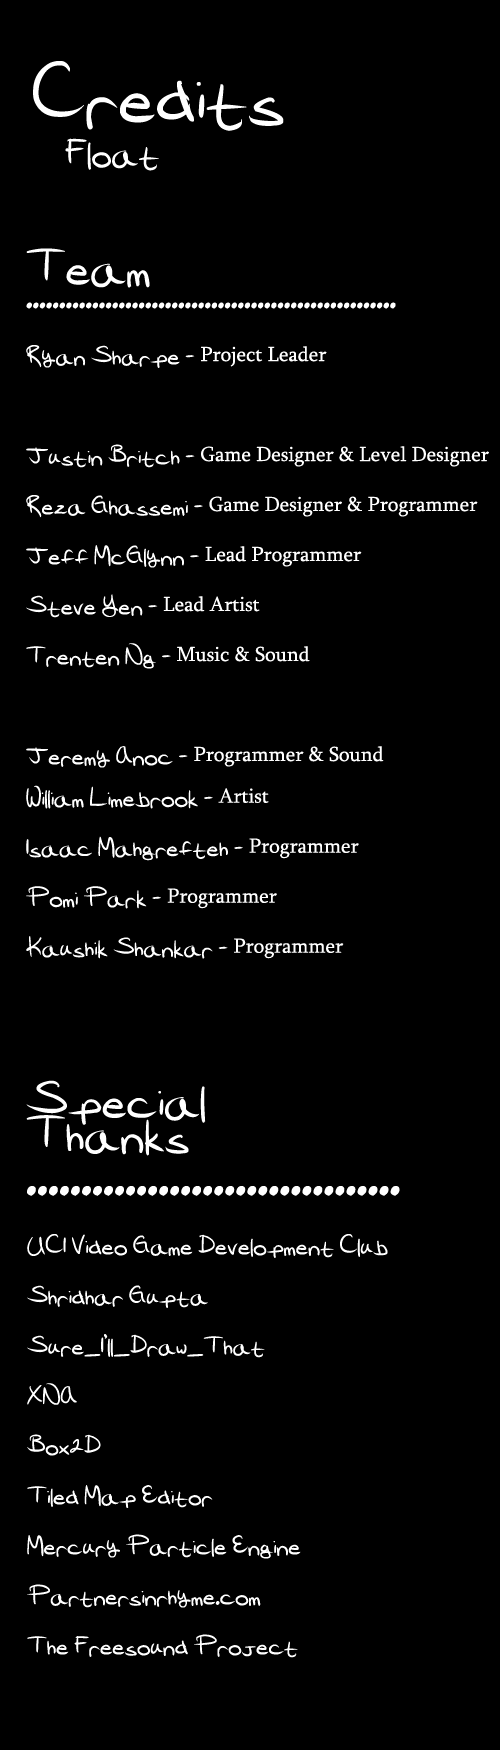 Credits
Float
Team
Ryan Sharpe - Project Leader
Justin Britch - Game Designer & Level Designer
Reza Ghassemi - Game Designer & Programmer
Jeff McGlynn - Lead Programmer
Steve Yen - Lead Artist
Trenten Ng - Music & Sound
Jeremy Anoc - Programmer & Sound
William Limebrook - Artist
Isaac Mahgrefteh - Programmer
Pomi Park - Programmer
Kaushik Shankar - Programmer
Special
Thanks
UCI Video Game Development Club
Shridhar Gupta
Sure_I'll_Draw_That
XNA
Box2D
Tiled Map Editor
Mercury Particle Engine
Partnersinrhyme.com
The Freesound Project